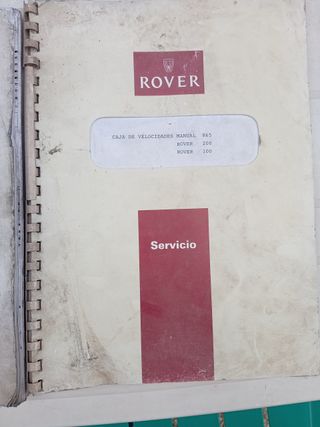 ROVER
CAJA DE VELOCIDADES MANUAL R65
ROVER 200
ROVER 100
Servicio